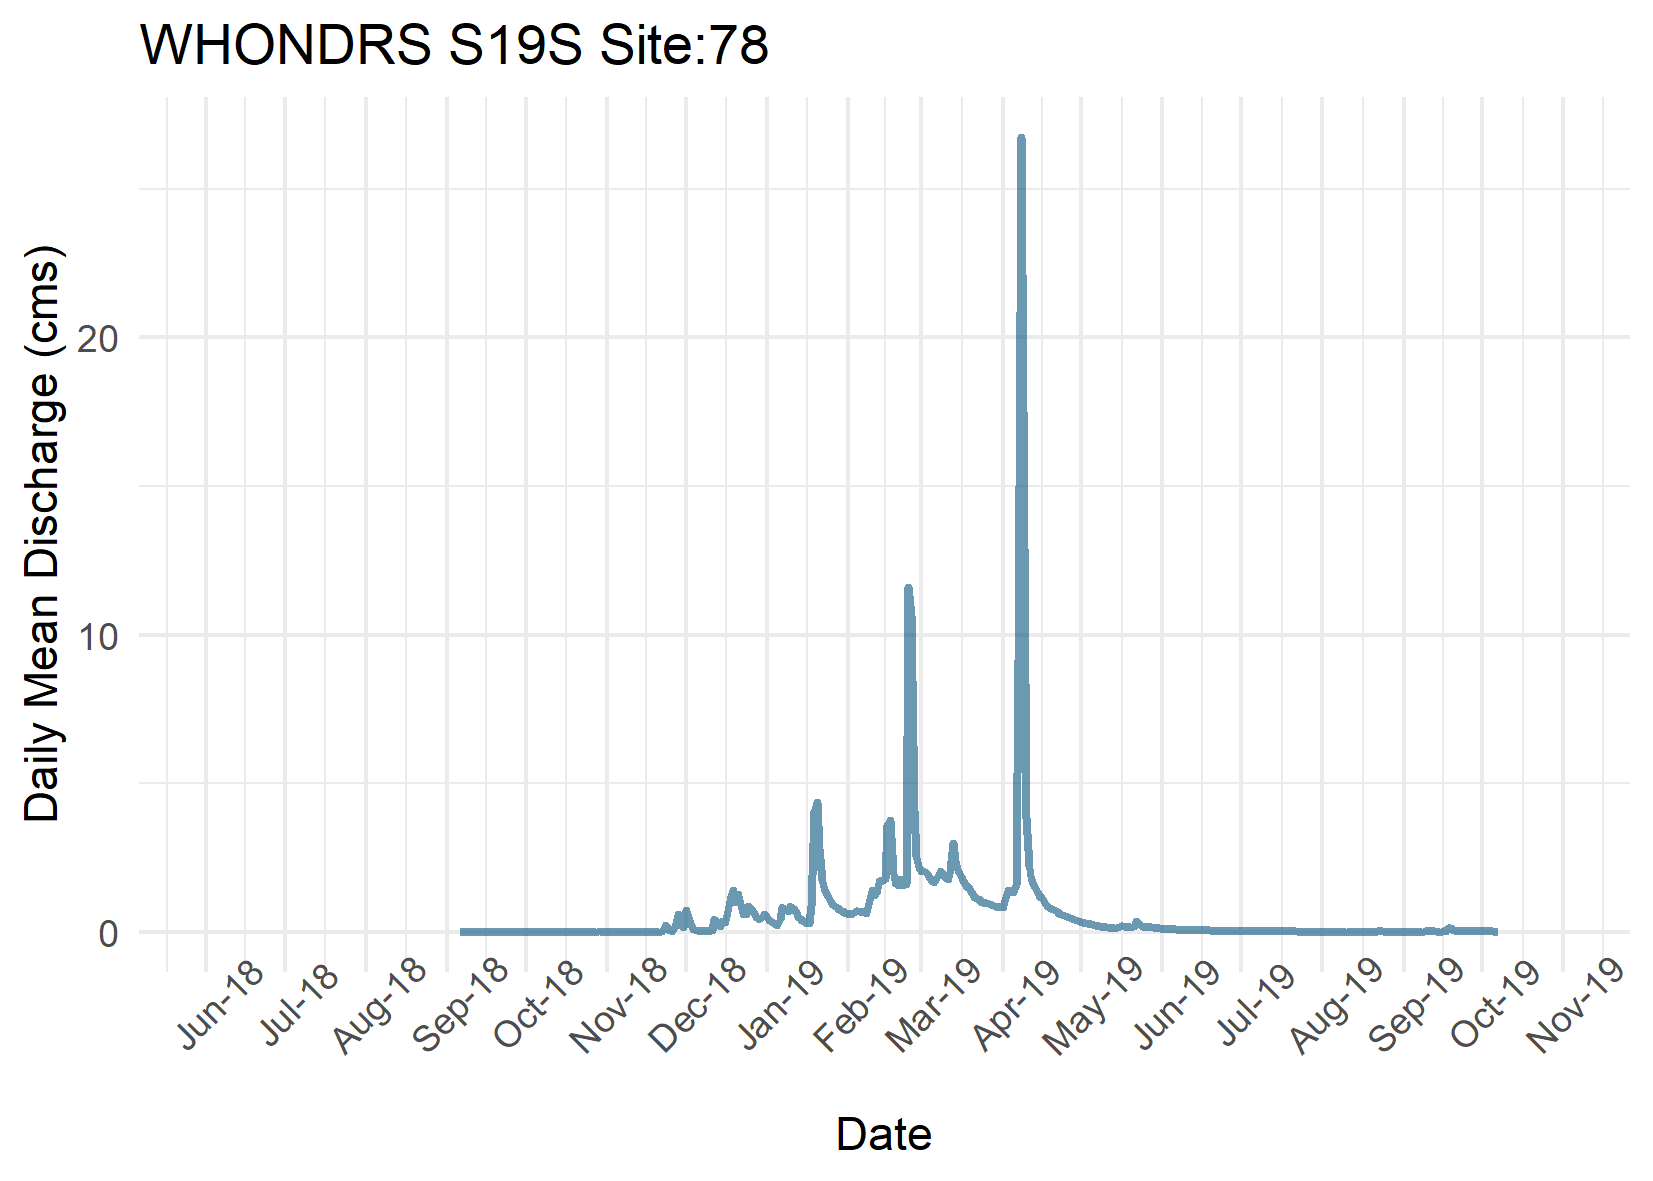 WHONDRS S19S Site:78
Daily Mean Discharge (cms)
20
10
0
Jun-18
Jul-18
Aug-18
Sep-18
Oct-18
Nov-18
Dec-18
Jan-19
Feb-19
Mar-19
Apr-19
May-19
Jun-19
Jul-19
Aug-19
Sep-19
Oct-19
Nov-19
Date